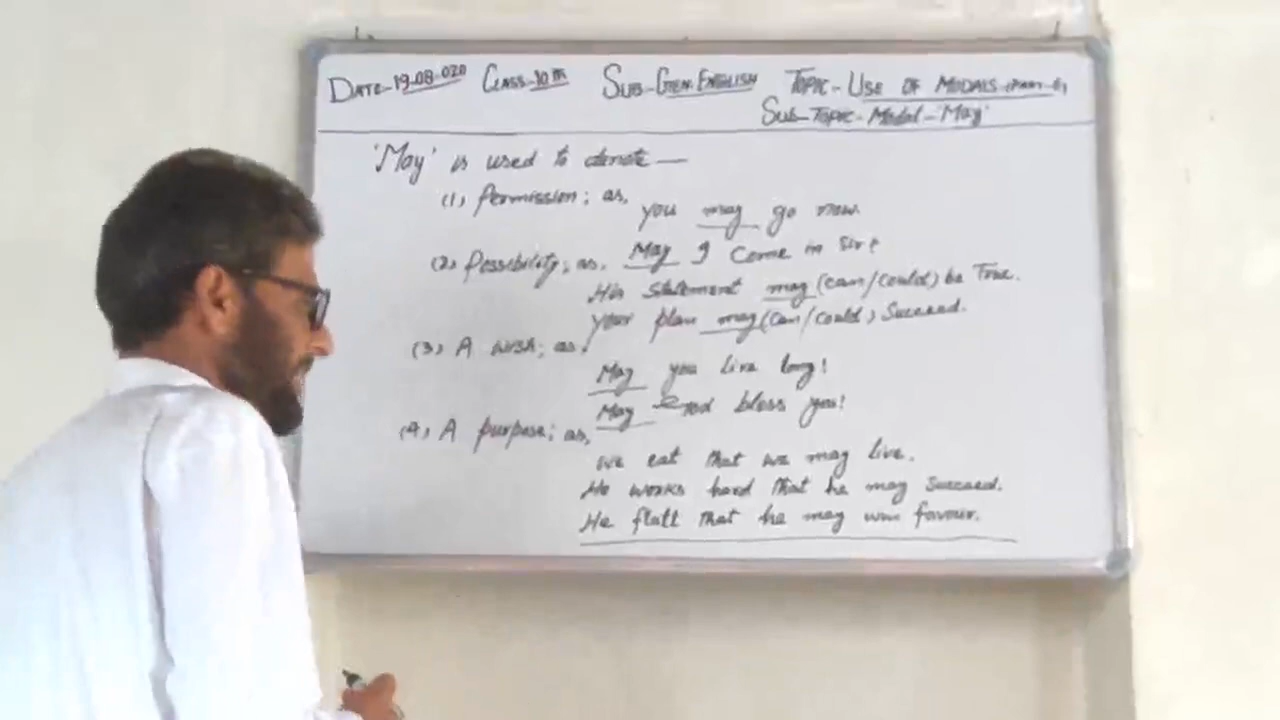 DATE-19-08-020 CLASS-10th SUB-GEN.ENGLISH TOPIC-USE OF MODALS-(PART-6)
Sub-Topic-Modal-'May'
'May' is used to denote—
(1) Permission; as,
you may go now.
May I come in Sir?
(2) Possibility; as,
His statement may (can/could) be True.
your plan may (can/could) Succeed.
(3) A wish; as,
May you live long!
May God bless you!
(4) A purpose; as,
we eat that we may live.
He works hard that he may succeed.
He flatt that he may win favour.